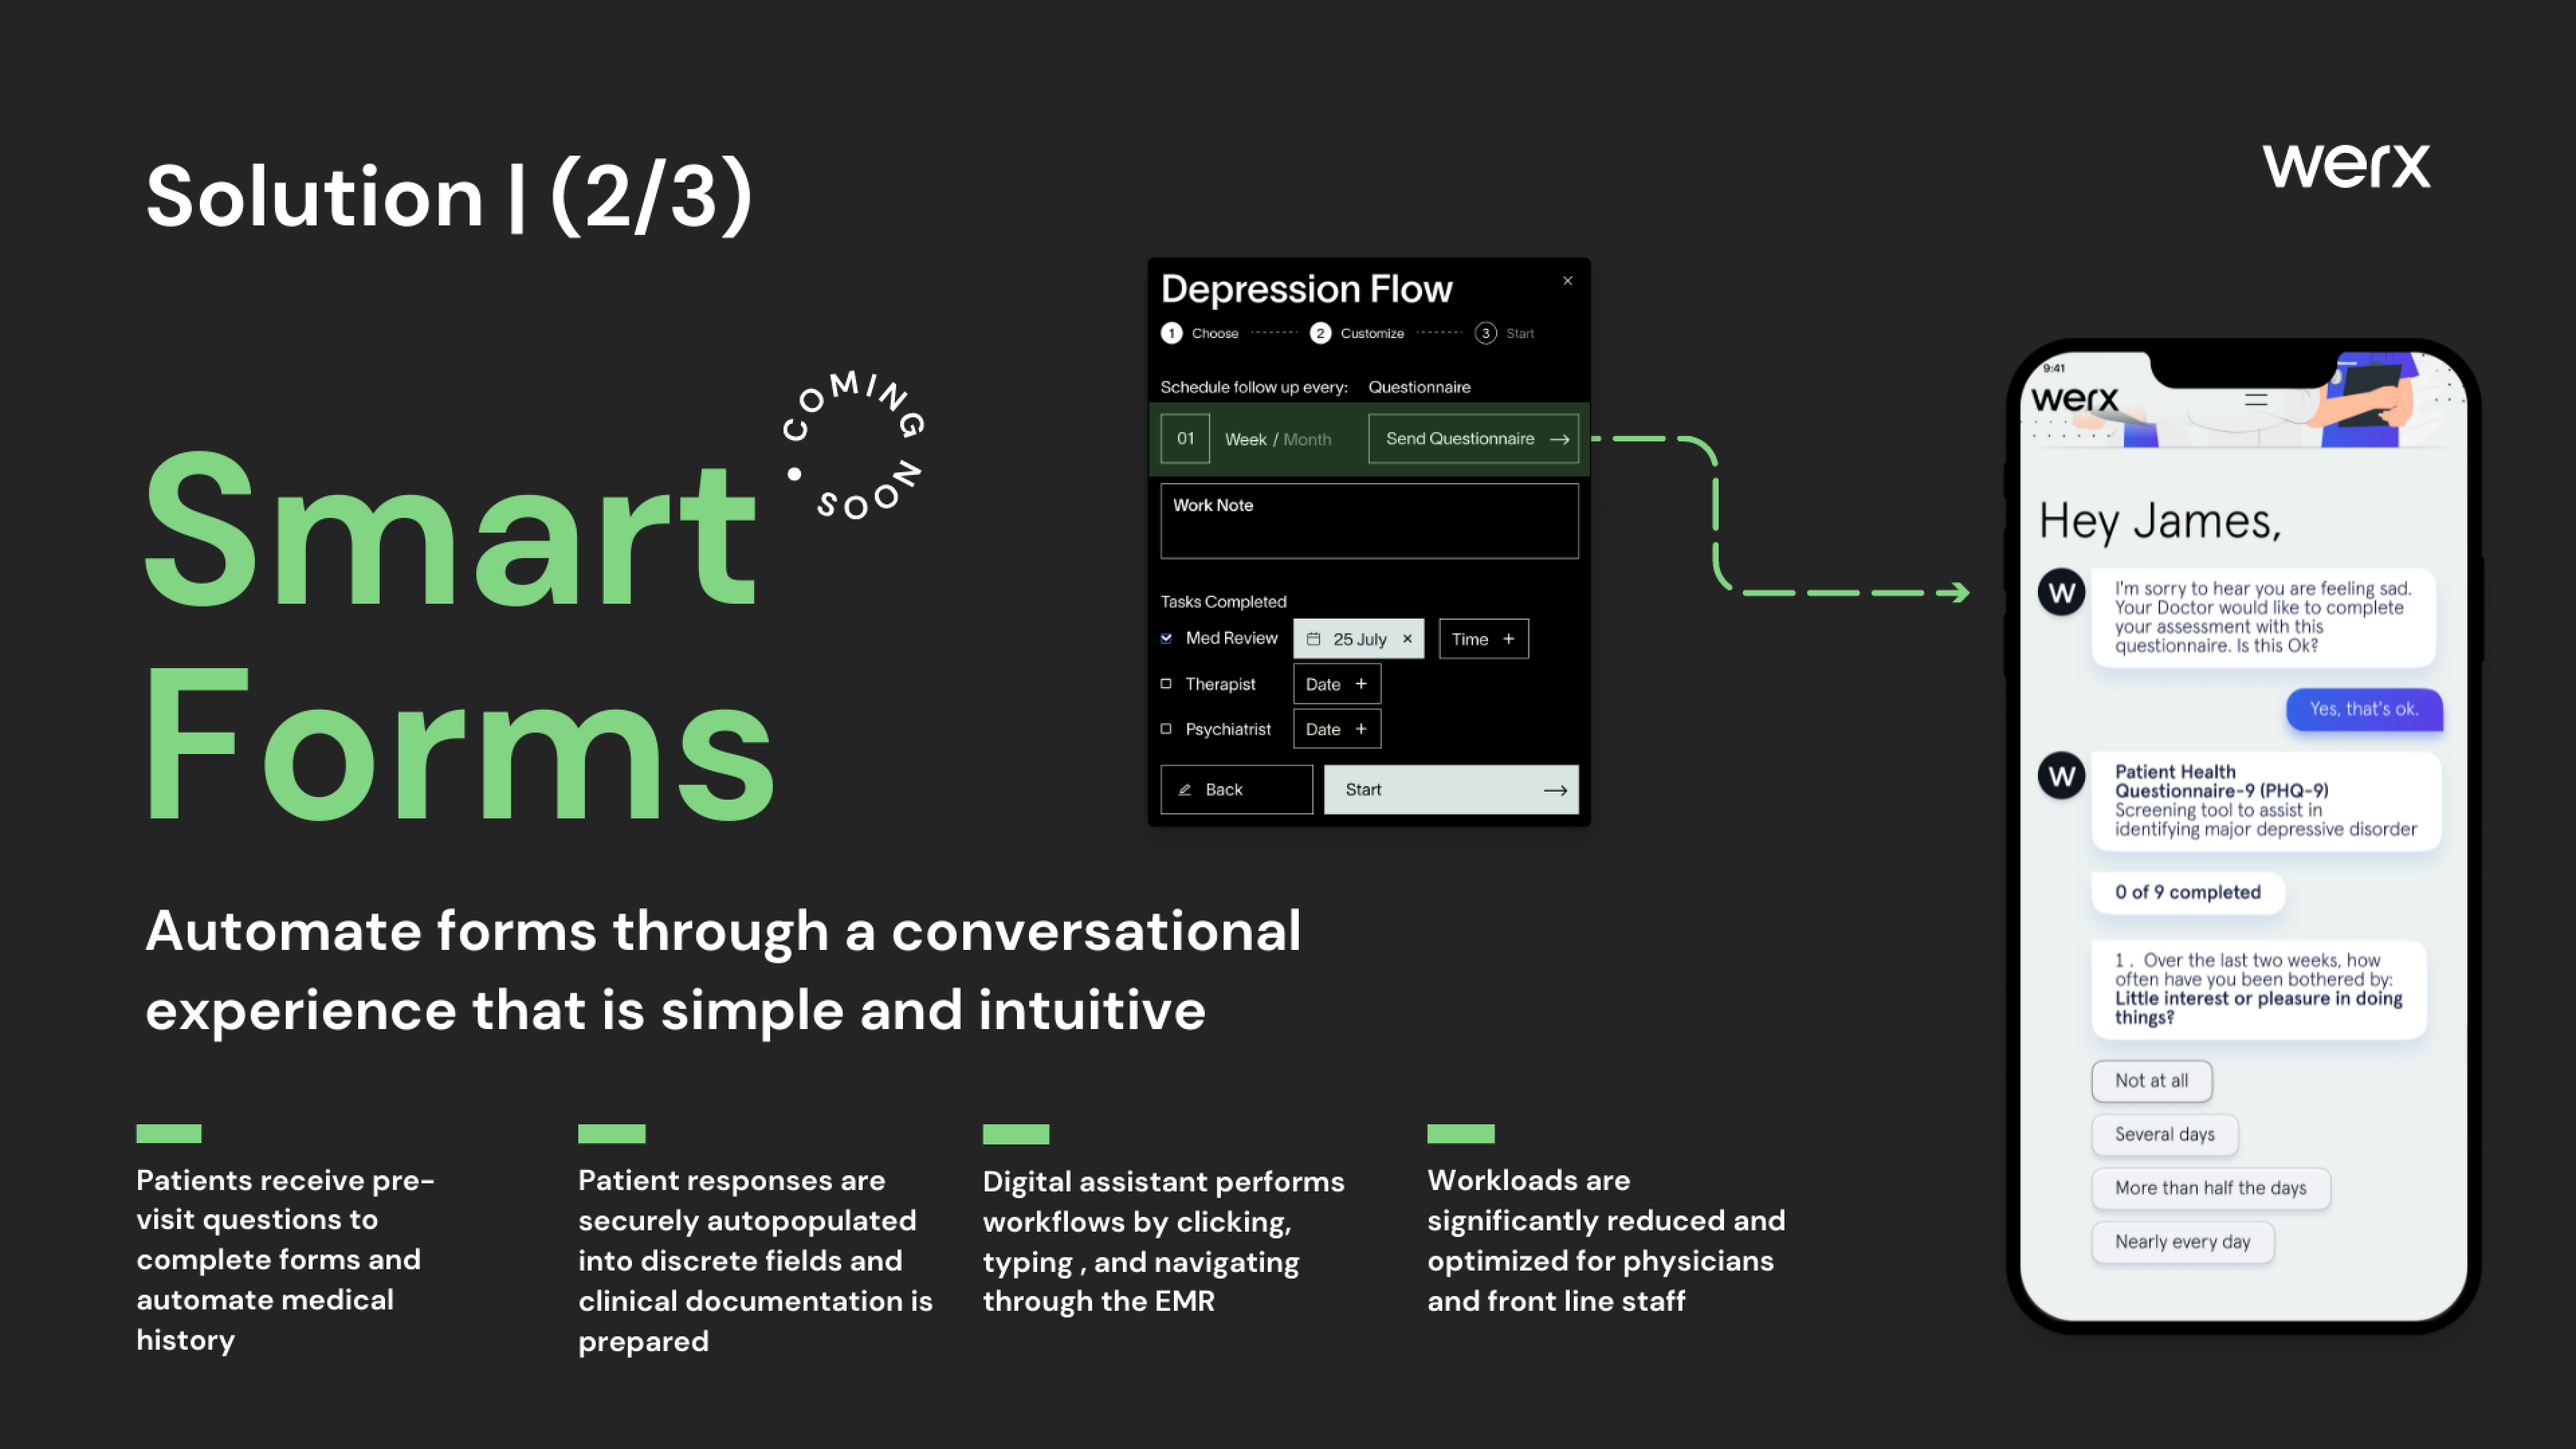 Solution | (2/3)
werx
Smart
Forms
COMING SOON •
Automate forms through a conversational
experience that is simple and intuitive
Depression Flow ×
1 Choose 2 Customize 3 Start
Schedule follow up every: Questionnaire
01 Week / Month Send Questionnaire →
Work Note
Tasks Completed
Med Review 25 July × Time +
Therapist Date +
Psychiatrist Date +
Back Start →
9:41
werx
Hey James,
W
I'm sorry to hear you are feeling sad.
Your Doctor would like to complete
your assessment with this
questionnaire. Is this Ok?
Yes, that's ok.
W
Patient Health
Questionnaire-9 (PHQ-9)
Screening tool to assist in
identifying major depressive disorder
0 of 9 completed
1 . Over the last two weeks, how
often have you been bothered by:
Little interest or pleasure in doing
things?
Not at all
Several days
More than half the days
Nearly every day
Patients receive pre-
visit questions to
complete forms and
automate medical
history
Patient responses are
securely autopopulated
into discrete fields and
clinical documentation is
prepared
Digital assistant performs
workflows by clicking,
typing , and navigating
through the EMR
Workloads are
significantly reduced and
optimized for physicians
and front line staff